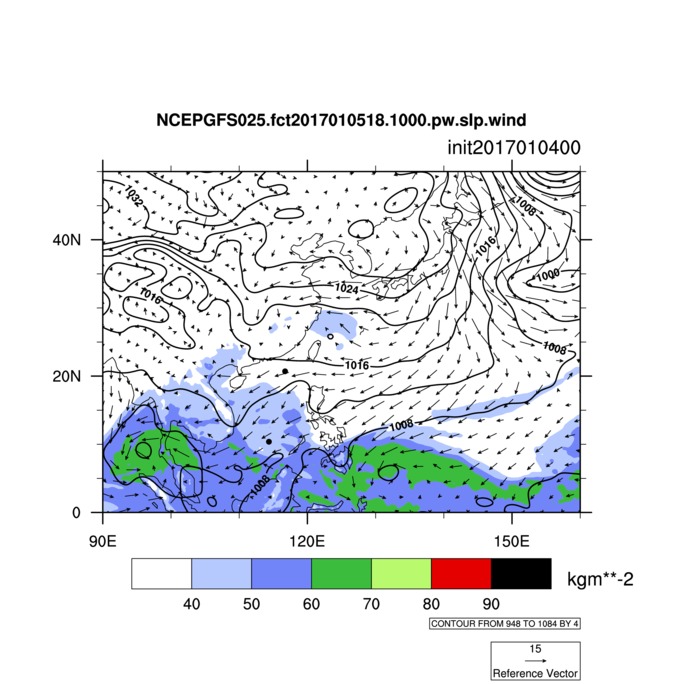 NCEPGFS025.fct2017010518.1000.pw.slp.wind
init2017010400
1032
1008
40N
1016
1000
1016
1024
1008
1016
20N
1008
1008
0
90E
120E
150E
40
50
60
70
80
90
kgm**-2
CONTOUR FROM 948 TO 1084 BY 4
15
Reference Vector